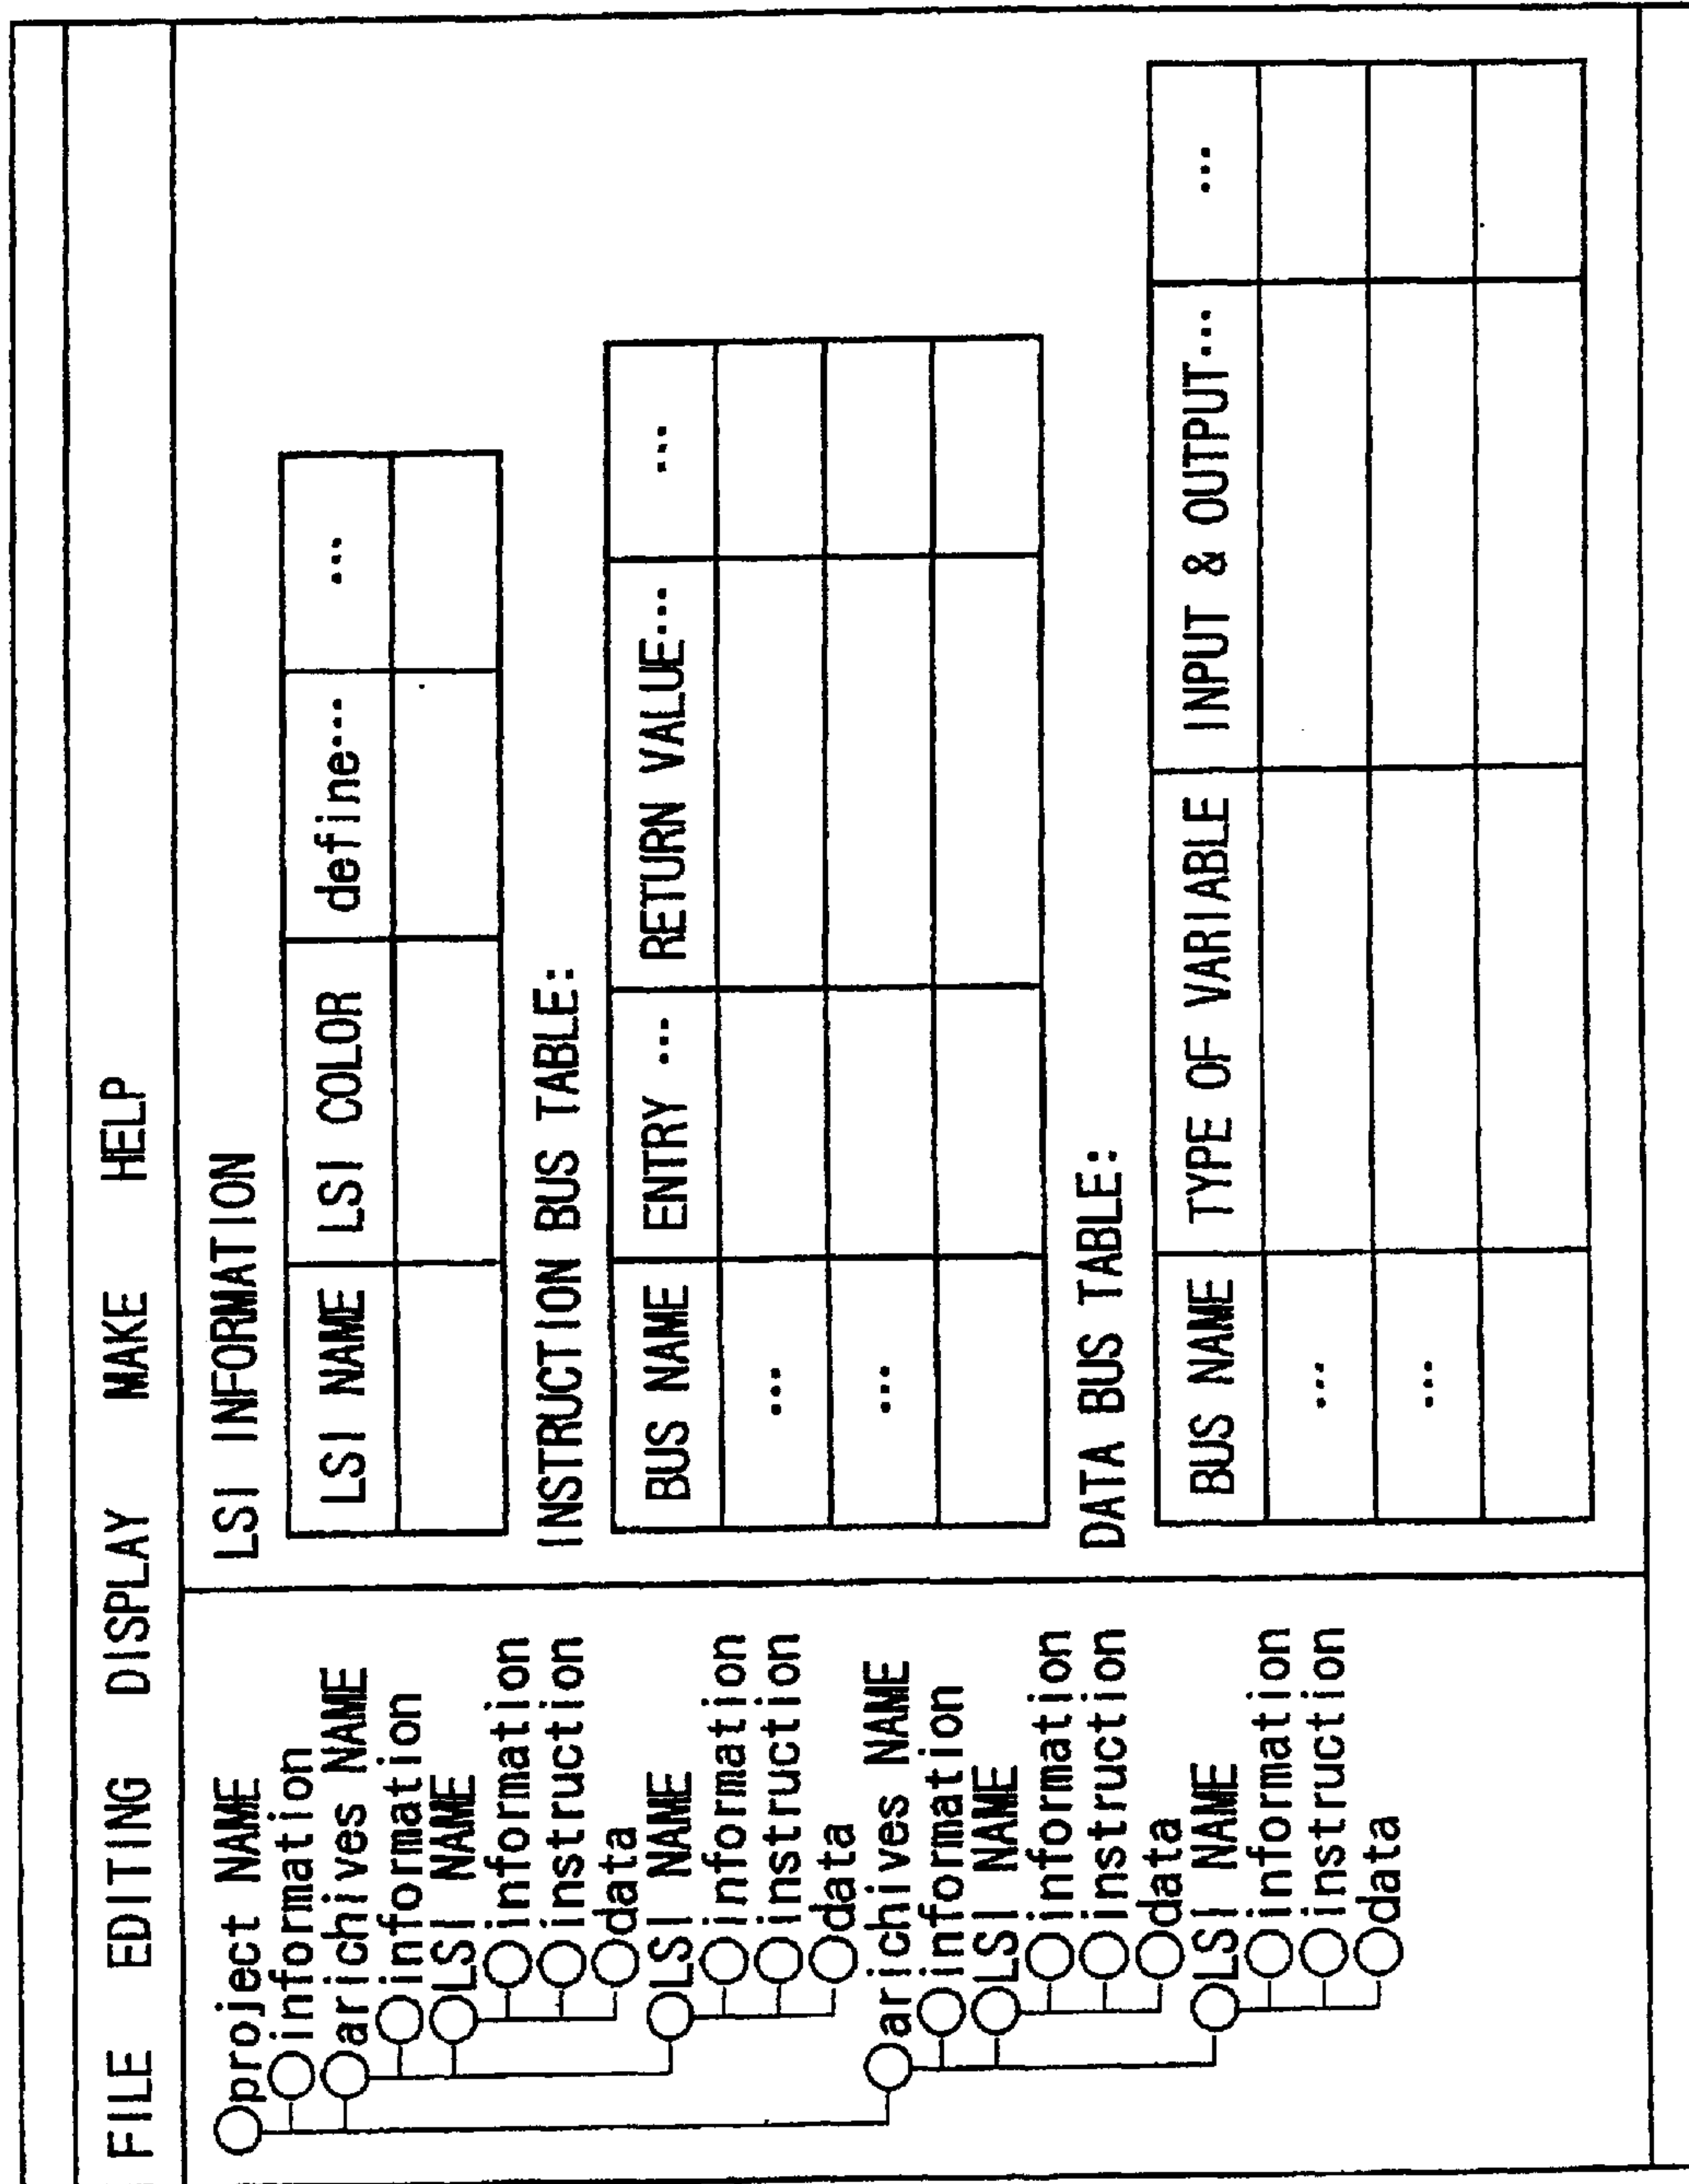 FILE EDITING DISPLAY MAKE HELP
project NAME
information
arichives NAME
information
LSI NAME
information
instruction
data
LSI NAME
information
instruction
data
arichives NAME
information
LSI NAME
information
instruction
data
LSI NAME
information
instruction
data
LSI INFORMATION
LSI NAME LSI COLOR define... ...
INSTRUCTION BUS TABLE:
BUS NAME ENTRY ... RETURN VALUE... ...
...
...
DATA BUS TABLE:
BUS NAME TYPE OF VARIABLE INPUT & OUTPUT... ...
...
...